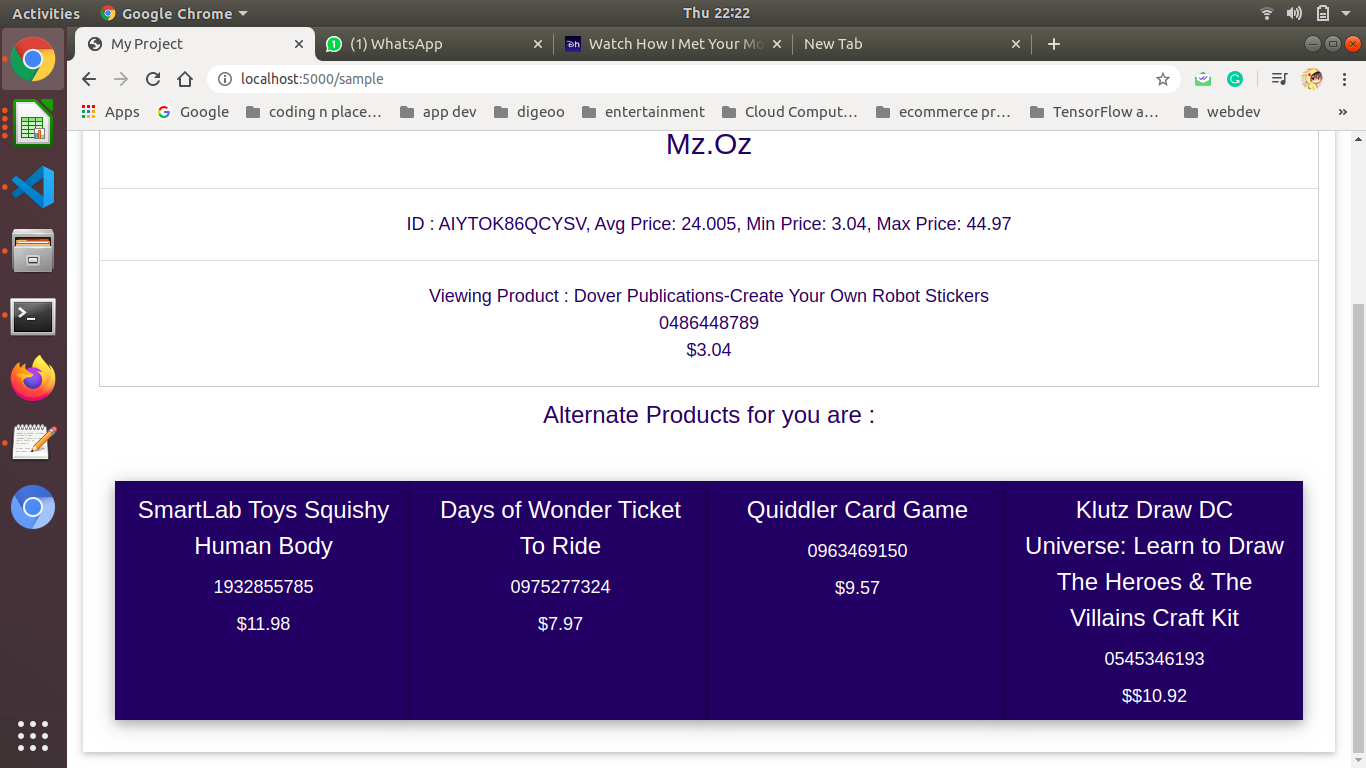 Activities
Google Chrome
Thu 22:22
My Project
(1) WhatsApp
Watch How I Met Your Mo
New Tab
localhost:5000/sample
Apps
Google
coding n place…
app dev
digeoo
entertainment
Cloud Comput…
ecommerce pr…
TensorFlow a…
webdev
»
Mz.Oz
ID : AIYTOK86QCYSV, Avg Price: 24.005, Min Price: 3.04, Max Price: 44.97
Viewing Product : Dover Publications-Create Your Own Robot Stickers
0486448789
$3.04
Alternate Products for you are :
SmartLab Toys Squishy
Human Body
1932855785
$11.98
Days of Wonder Ticket
To Ride
0975277324
$7.97
Quiddler Card Game
0963469150
$9.57
Klutz Draw DC
Universe: Learn to Draw
The Heroes & The
Villains Craft Kit
0545346193
$$10.92